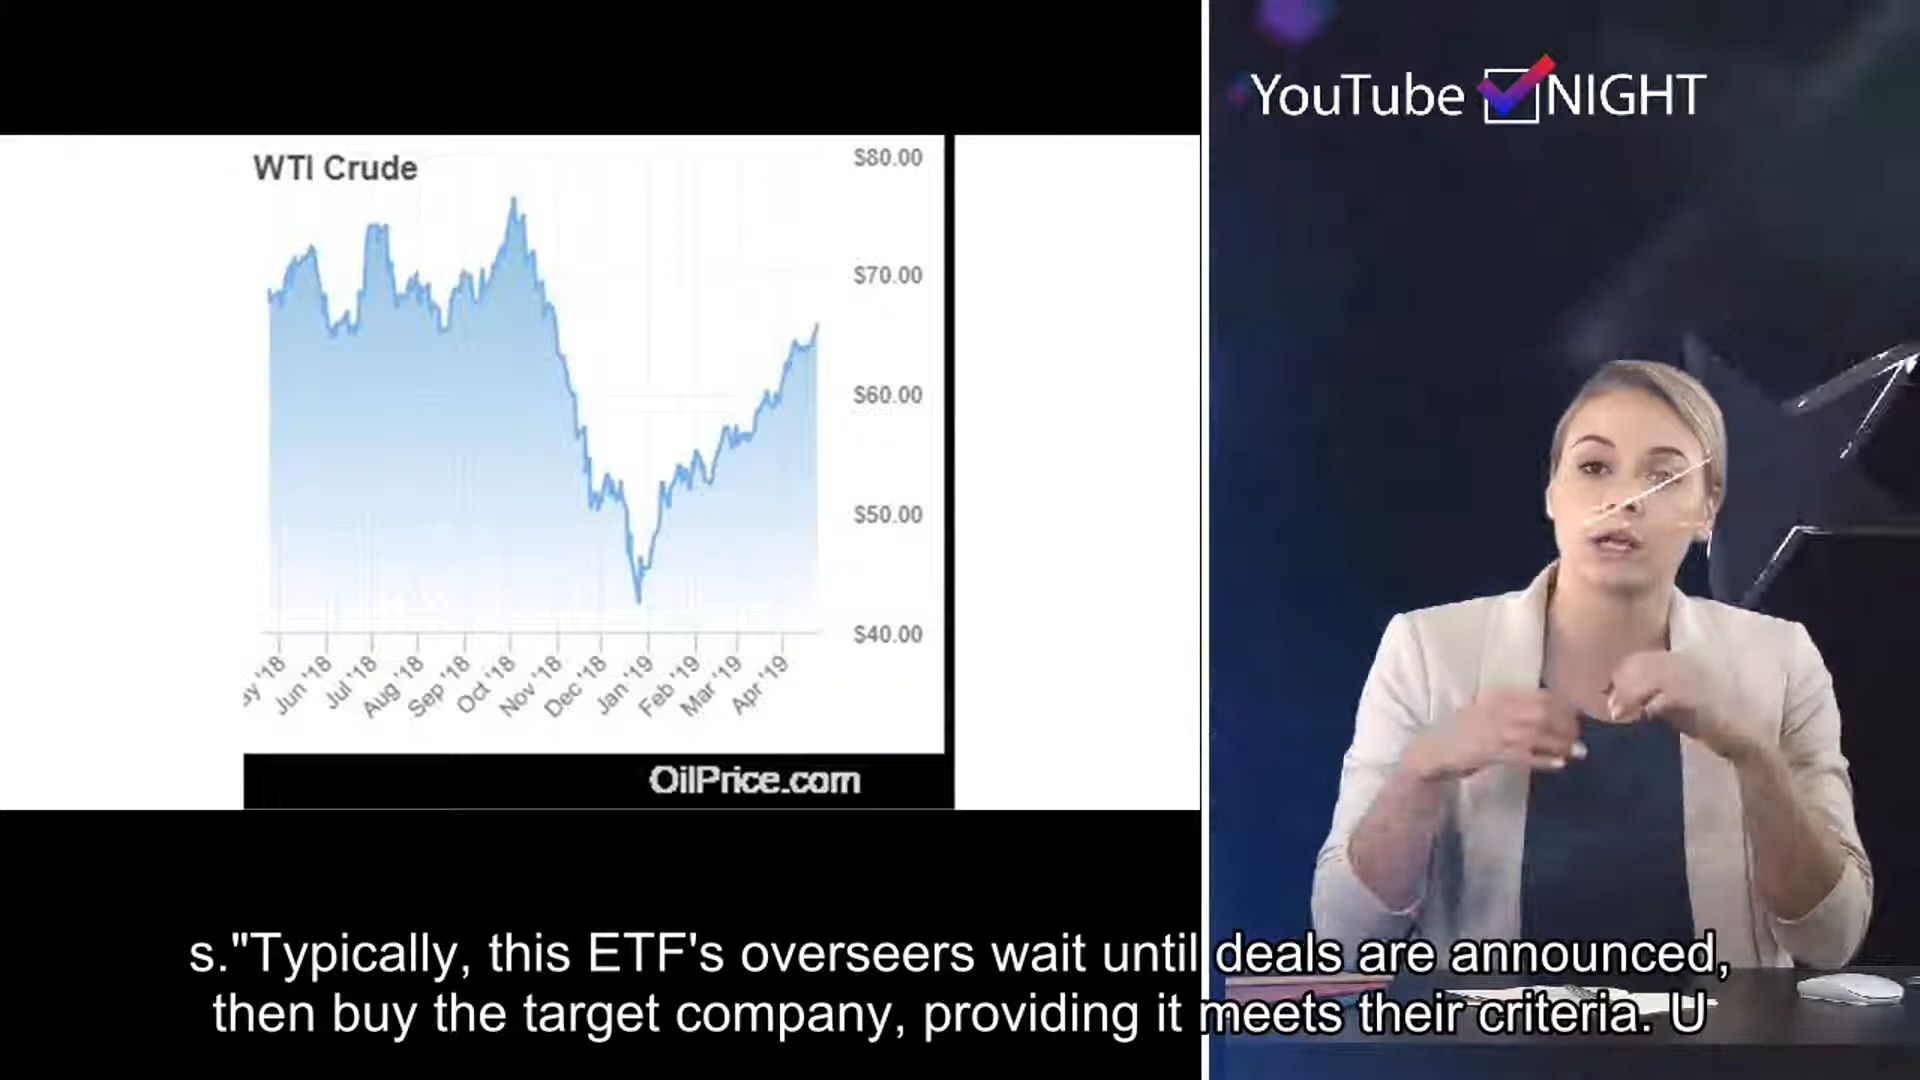 YouTube NIGHT
WTI Crude
$80.00
$70.00
$60.00
$50.00
$40.00
ay '18
Jun '18
Jul '18
Aug '18
Sep '18
Oct '18
Nov '18
Dec '18
Jan '19
Feb '19
Mar '19
Apr '19
OilPrice.com
s."Typically, this ETF's overseers wait until deals are announced,
then buy the target company, providing it meets their criteria. U